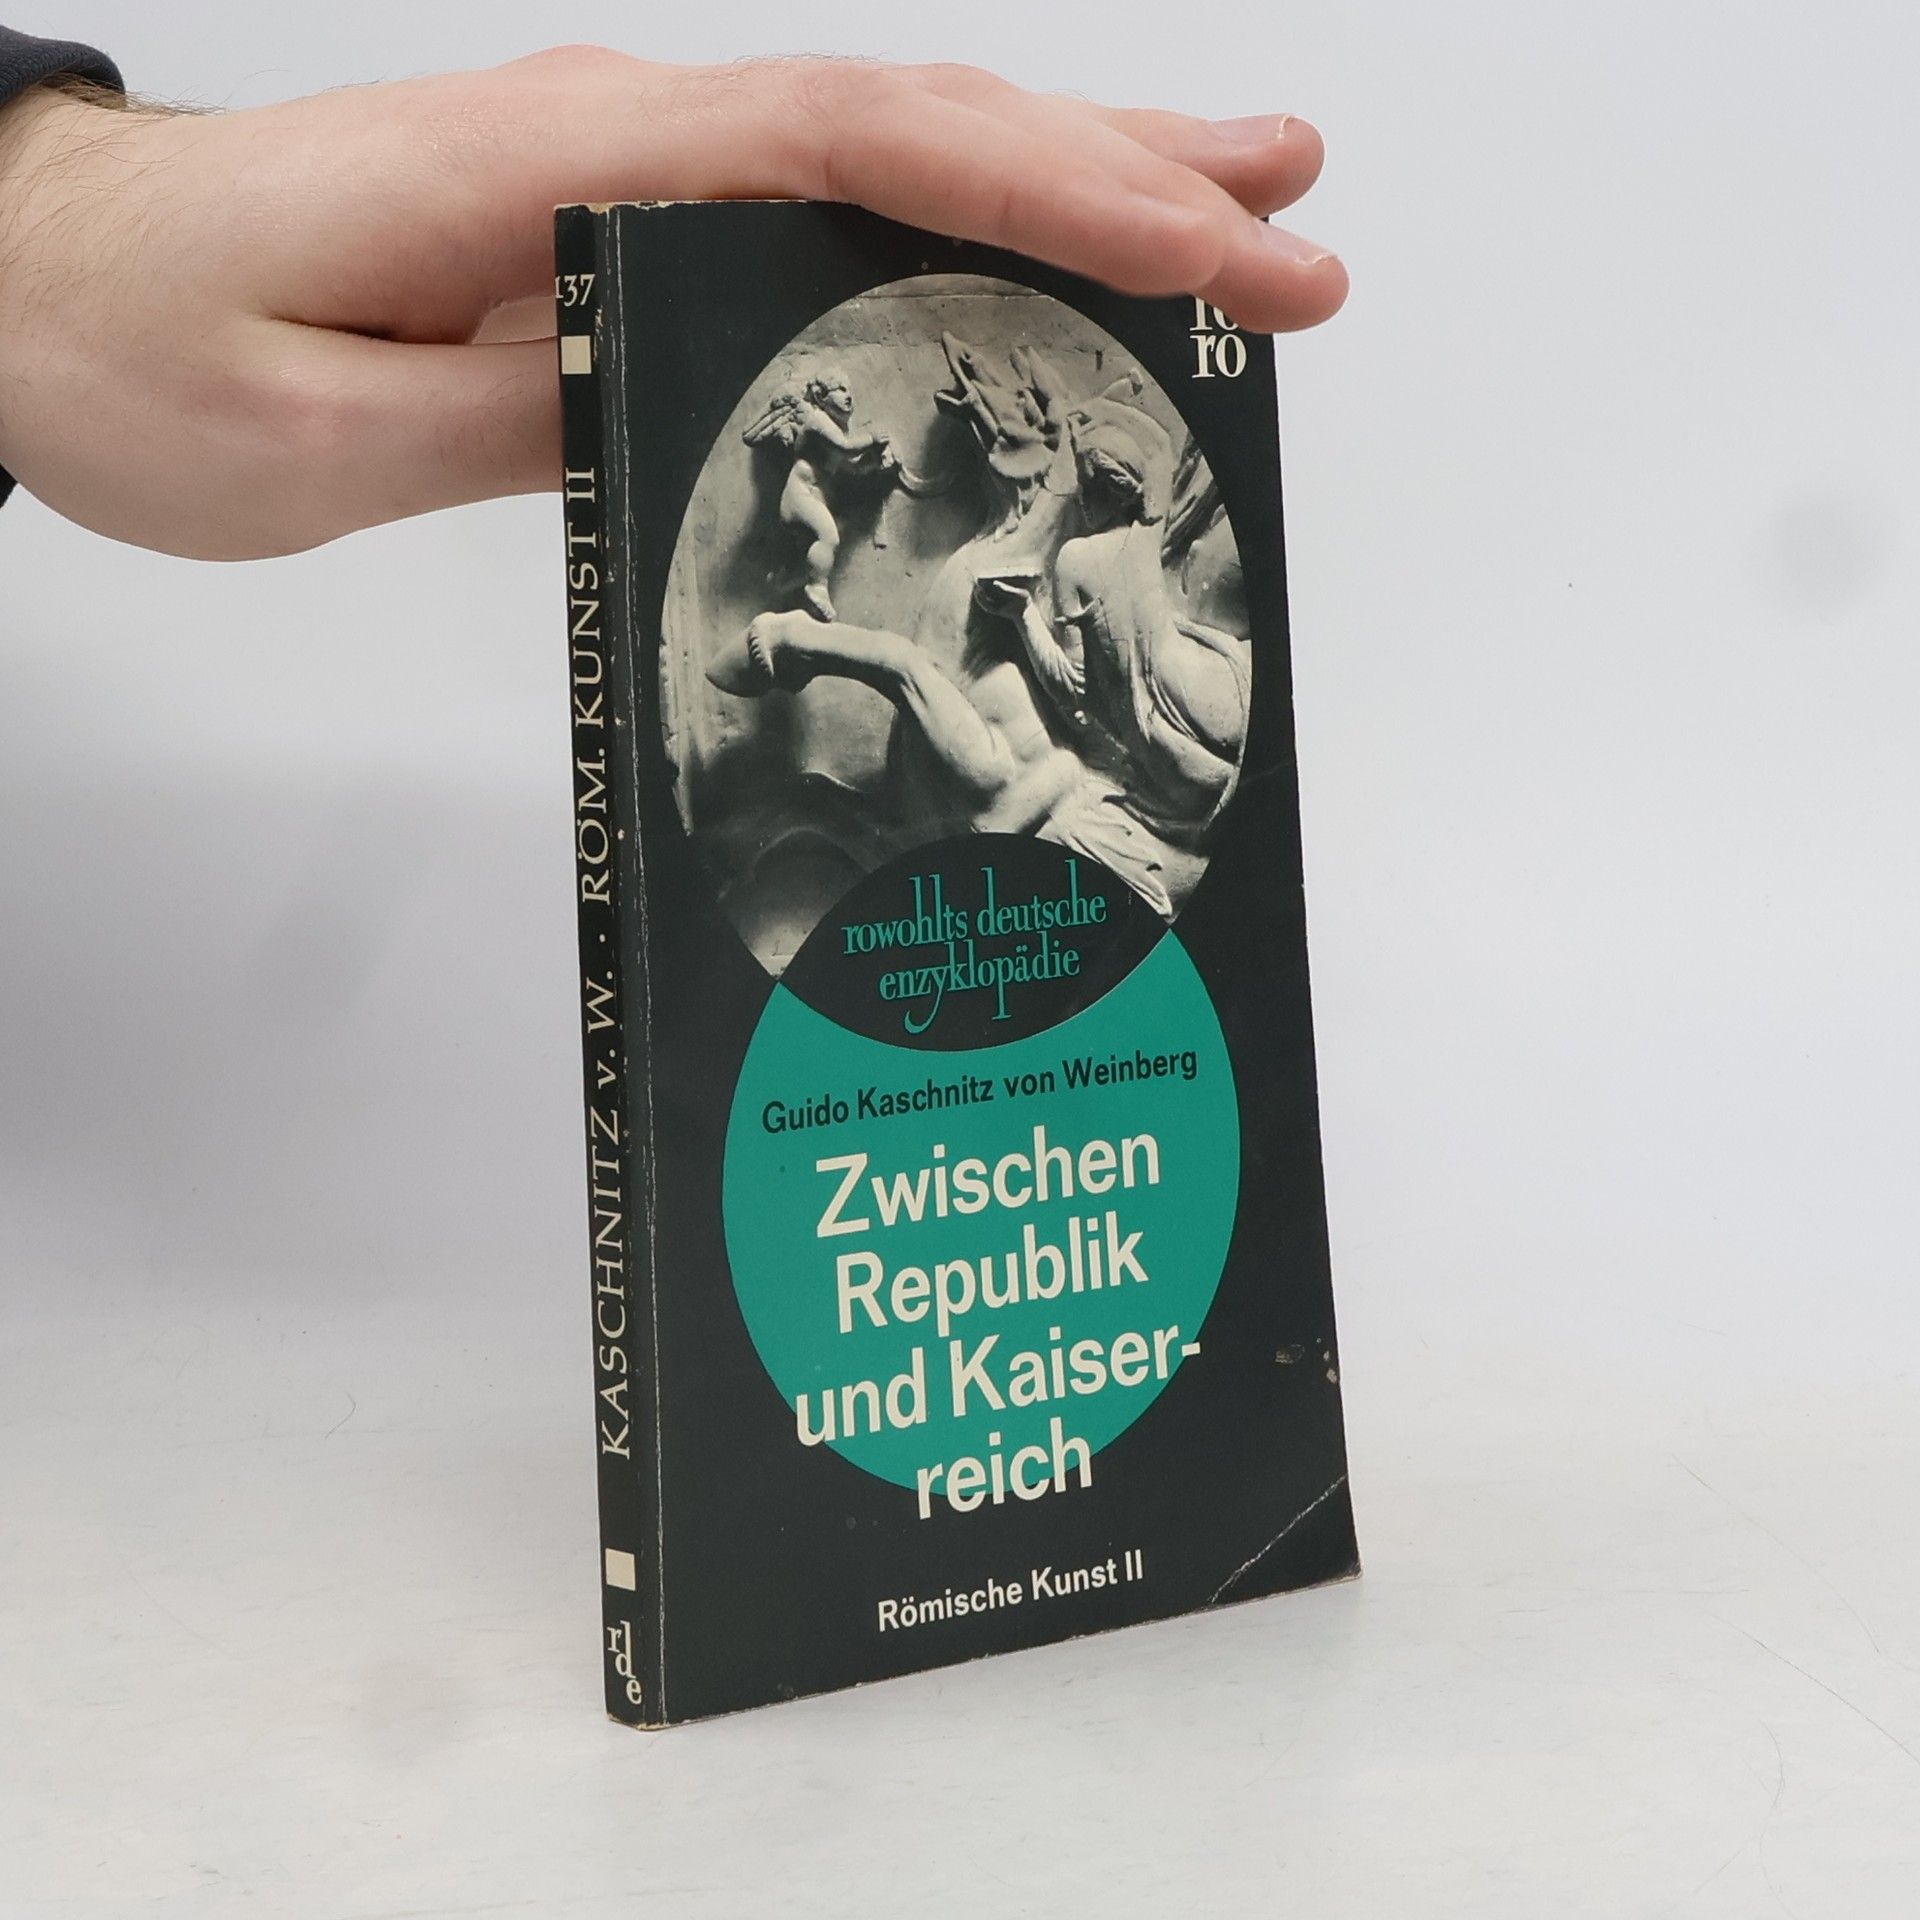 137
KASCHNITZ v. W. · RÖM. KUNST II
rde
ro
rowohlts deutsche
enzyklopädie
Guido Kaschnitz von Weinberg
Zwischen
Republik
und Kaiser-
reich
Römische Kunst II